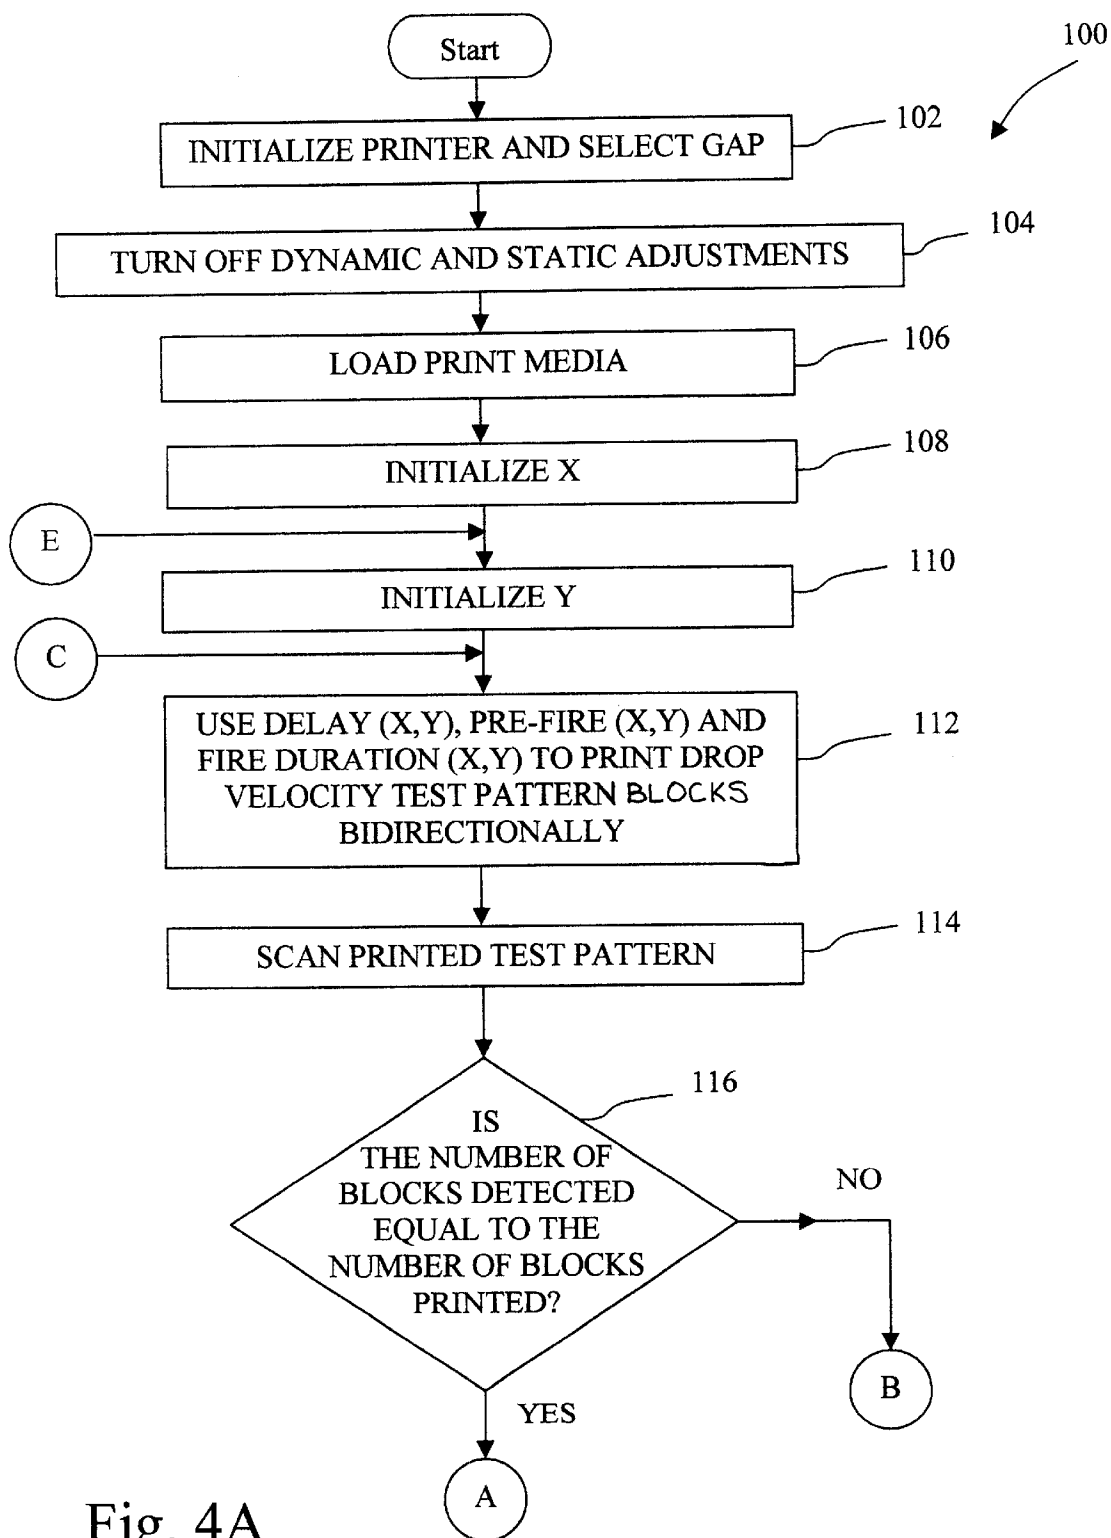 Start
100
INITIALIZE PRINTER AND SELECT GAP
102
TURN OFF DYNAMIC AND STATIC ADJUSTMENTS
104
LOAD PRINT MEDIA
106
INITIALIZE X
108
E
INITIALIZE Y
110
C
USE DELAY (X,Y), PRE-FIRE (X,Y) AND
FIRE DURATION (X,Y) TO PRINT DROP
VELOCITY TEST PATTERN BLOCKS
BIDIRECTIONALLY
112
SCAN PRINTED TEST PATTERN
114
IS
THE NUMBER OF
BLOCKS DETECTED
EQUAL TO THE
NUMBER OF BLOCKS
PRINTED?
116
NO
B
YES
A
Fig. 4A